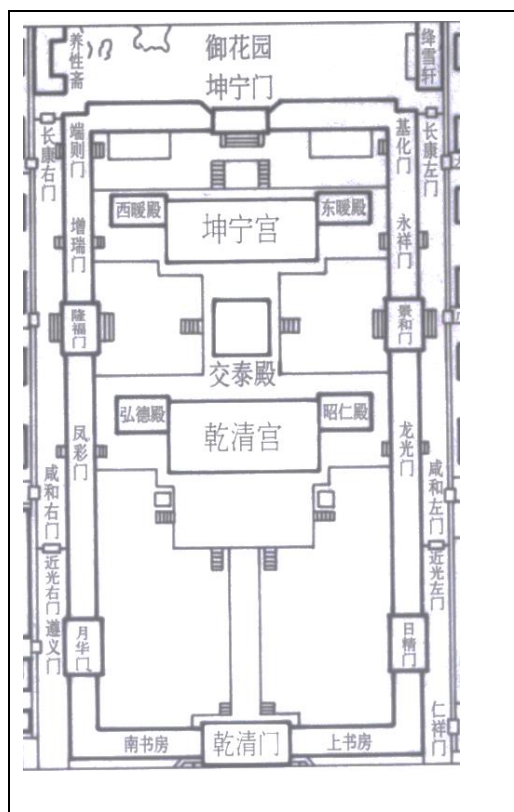 养性斋
御花园
绛雪轩
坤宁门
长康右门
端则门
基化门
长康左门
西暖殿
东暖殿
增瑞门
坤宁宫
永祥门
隆福门
景和门
交泰殿
弘德殿
昭仁殿
凤彩门
乾清宫
龙光门
咸和右门
咸和左门
近光右门
近光左门
遵义门
月华门
日精门
仁祥门
南书房
乾清门
上书房